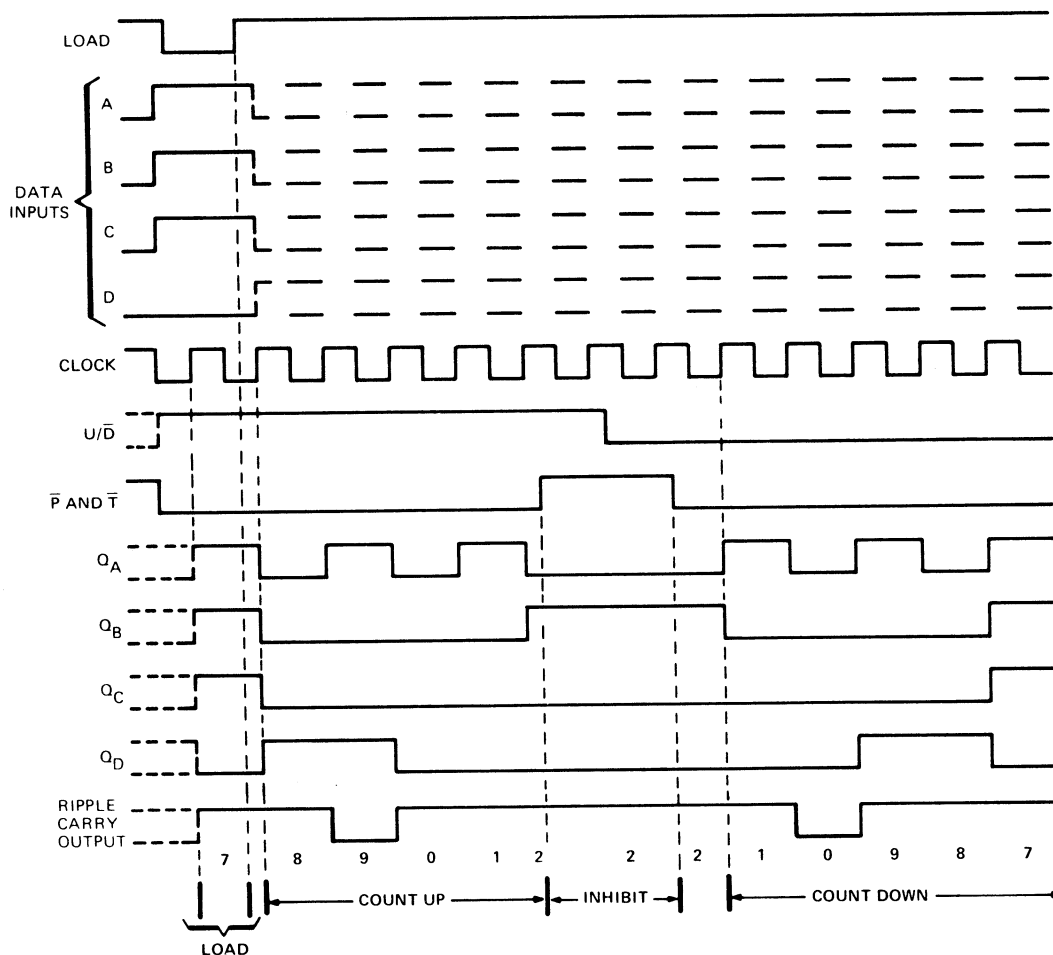 LOAD
A
B
DATA
INPUTS
C
D
CLOCK
U/D̅
P̅ AND T̅
QA
QB
QC
QD
RIPPLE
CARRY
OUTPUT
7 8 9 0 1 2 2 2 1 0 9 8 7
COUNT UP INHIBIT COUNT DOWN
LOAD